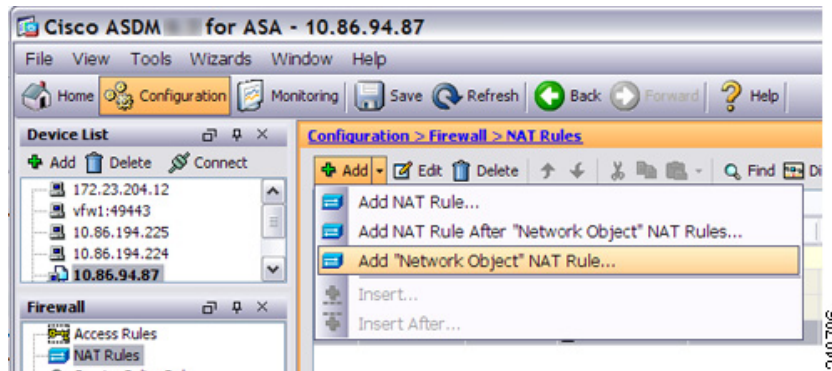 Cisco ASDM for ASA - 10.86.94.87
File View Tools Wizards Window Help
Home Configuration Monitoring Save Refresh Back Forward Help
Device List
Add Delete Connect
172.23.204.12
vfw1:49443
10.86.194.225
10.86.194.224
10.86.94.87
Firewall
Access Rules
NAT Rules
Configuration > Firewall > NAT Rules
Add Edit Delete Find Di
Add NAT Rule...
Add NAT Rule After "Network Object" NAT Rules...
Add "Network Object" NAT Rule...
Insert...
Insert After...